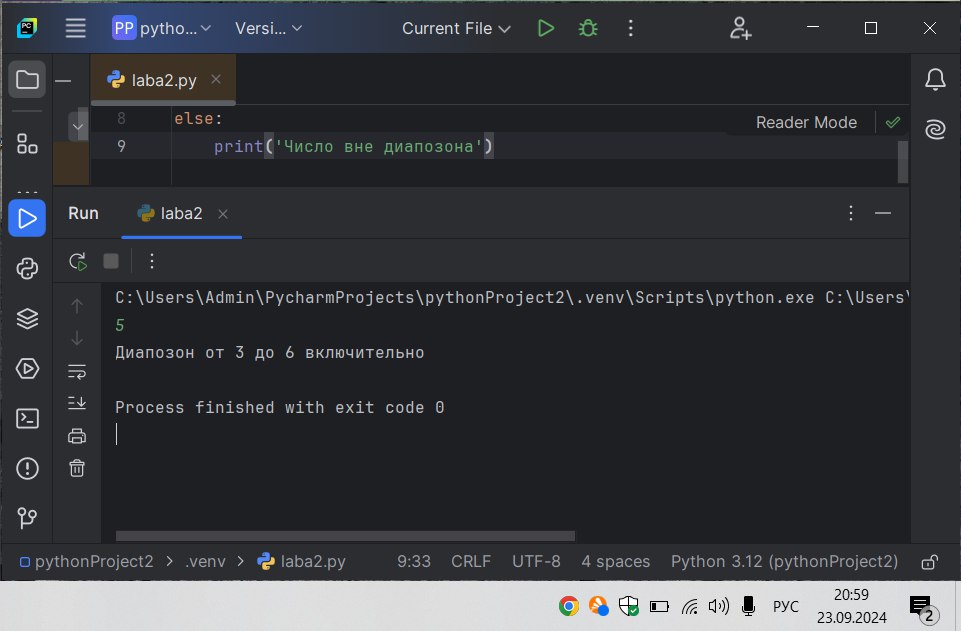 PC PP pytho... Versi... Current File
laba2.py
8 else: Reader Mode
9 print('Число вне диапозона')
Run laba2
C:\Users\Admin\PycharmProjects\pythonProject2\.venv\Scripts\python.exe C:\Users\
5
Диапозон от 3 до 6 включительно
Process finished with exit code 0
pythonProject2 > .venv > laba2.py 9:33 CRLF UTF-8 4 spaces Python 3.12 (pythonProject2)
РУС 20:59
23.09.2024 2